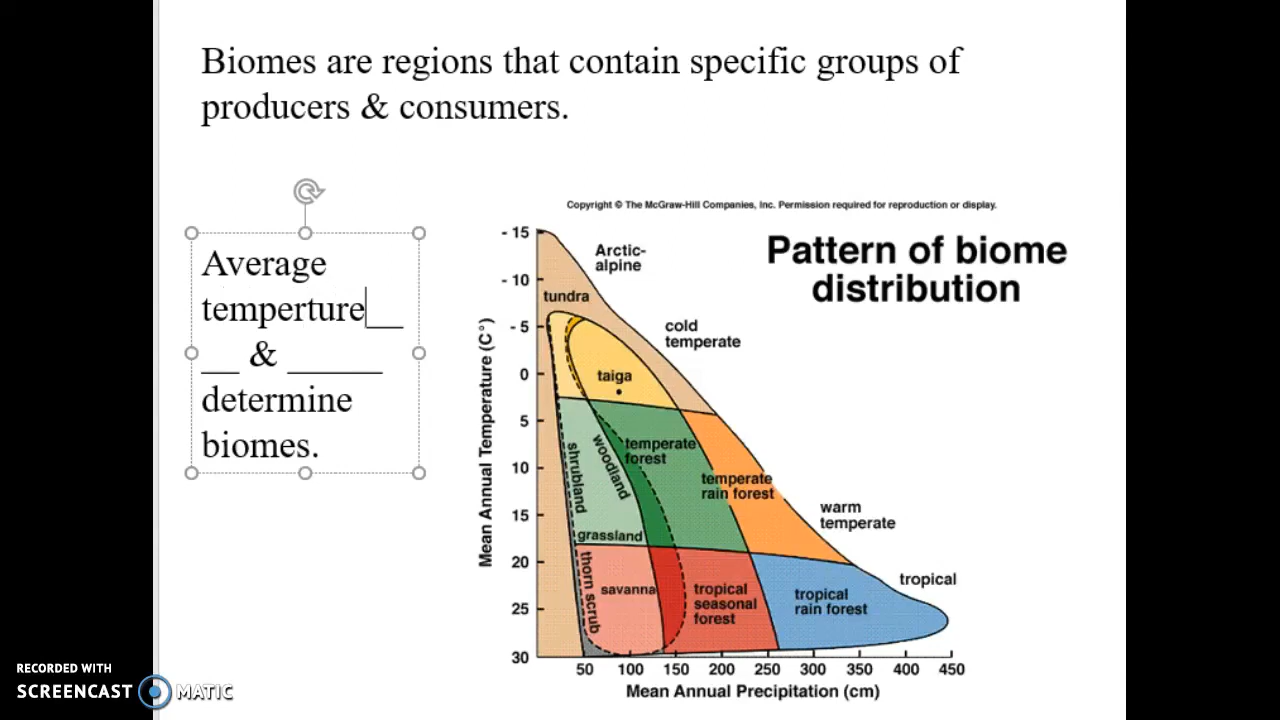 Biomes are regions that contain specific groups of
producers & consumers.
Average
temperture__
__ & _____
determine
biomes.
Copyright © The McGraw-Hill Companies, Inc. Permission required for reproduction or display.
Pattern of biome
distribution
Mean Annual Temperature (C°)
- 15
- 10
- 5
0
5
10
15
20
25
30
Arctic-
alpine
tundra
cold
temperate
taiga
temperate
forest
woodland
shrubland
temperate
rain forest
warm
temperate
grassland
thorn scrub
savanna
tropical
seasonal
forest
tropical
rain forest
tropical
50 100 150 200 250 300 350 400 450
Mean Annual Precipitation (cm)
RECORDED WITH
SCREENCAST MATIC